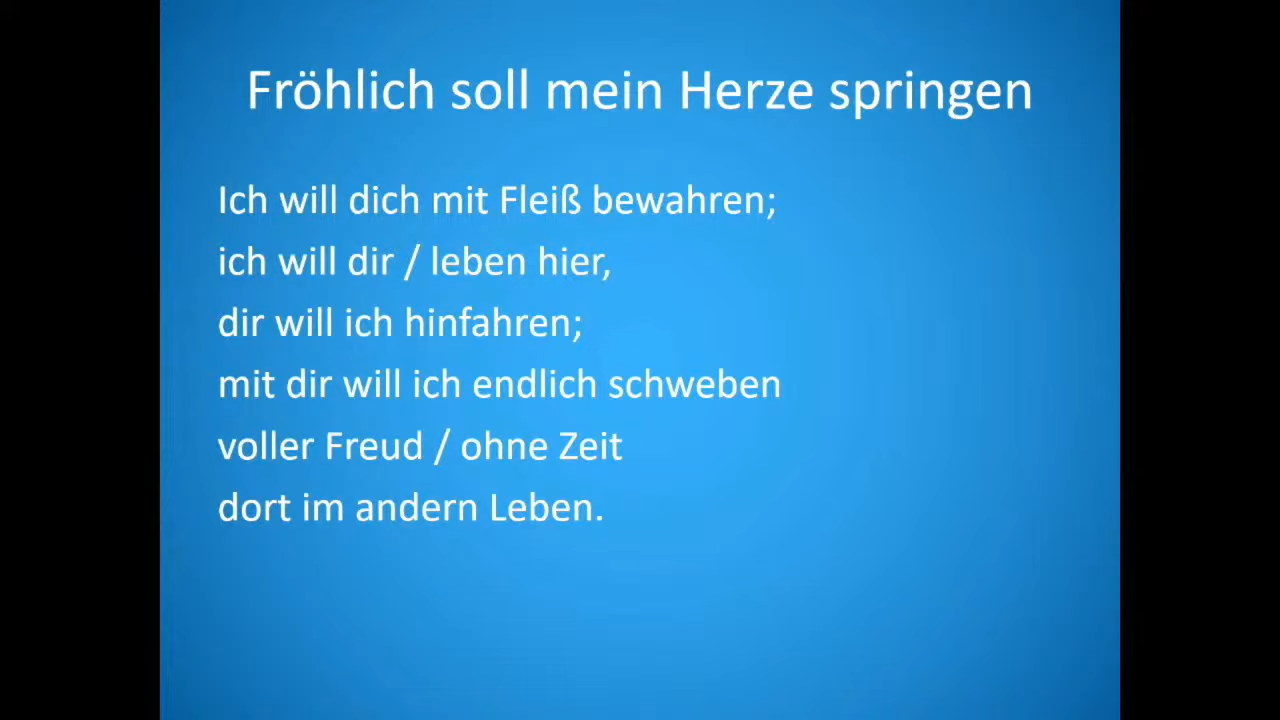 Fröhlich soll mein Herze springen
Ich will dich mit Fleiß bewahren;
ich will dir / leben hier,
dir will ich hinfahren;
mit dir will ich endlich schweben
voller Freud / ohne Zeit
dort im andern Leben.